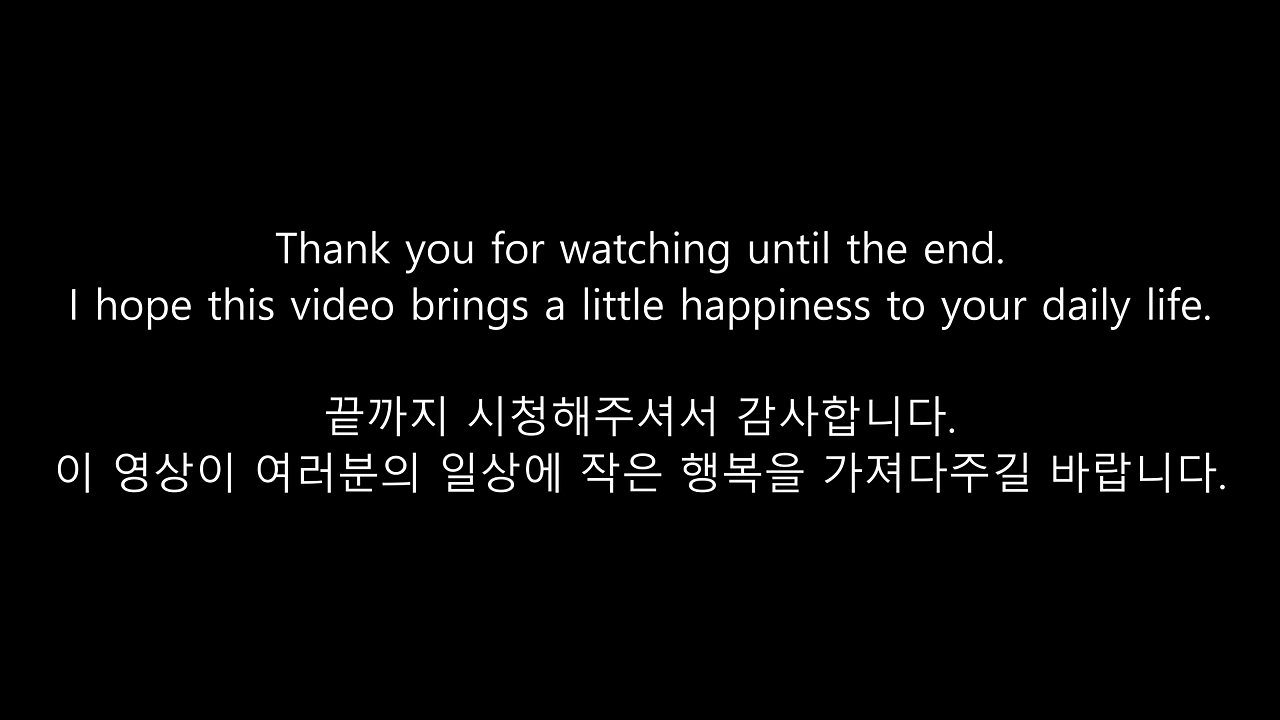 Thank you for watching until the end.
I hope this video brings a little happiness to your daily life.
끝까지 시청해주셔서 감사합니다.
이 영상이 여러분의 일상에 작은 행복을 가져다주길 바랍니다.